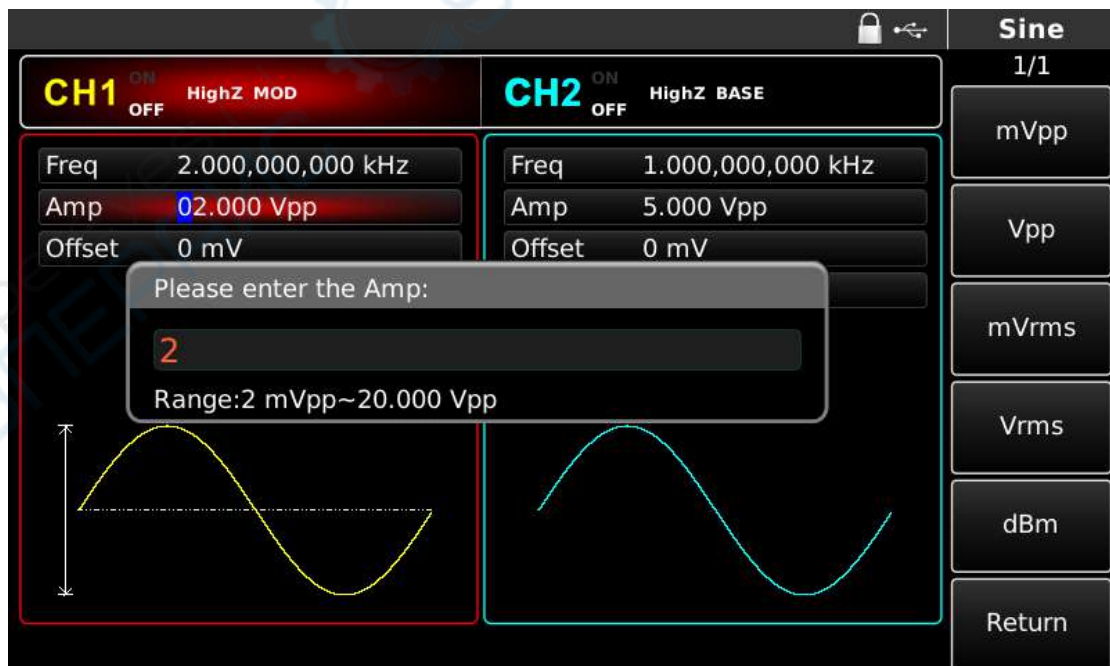 Sine
1/1
CH1 ON OFF HighZ MOD
CH2 ON OFF HighZ BASE
Freq 2.000,000,000 kHz
Amp 02.000 Vpp
Offset 0 mV
Freq 1.000,000,000 kHz
Amp 5.000 Vpp
Offset 0 mV
Please enter the Amp:
2
Range:2 mVpp~20.000 Vpp
mVpp
Vpp
mVrms
Vrms
dBm
Return